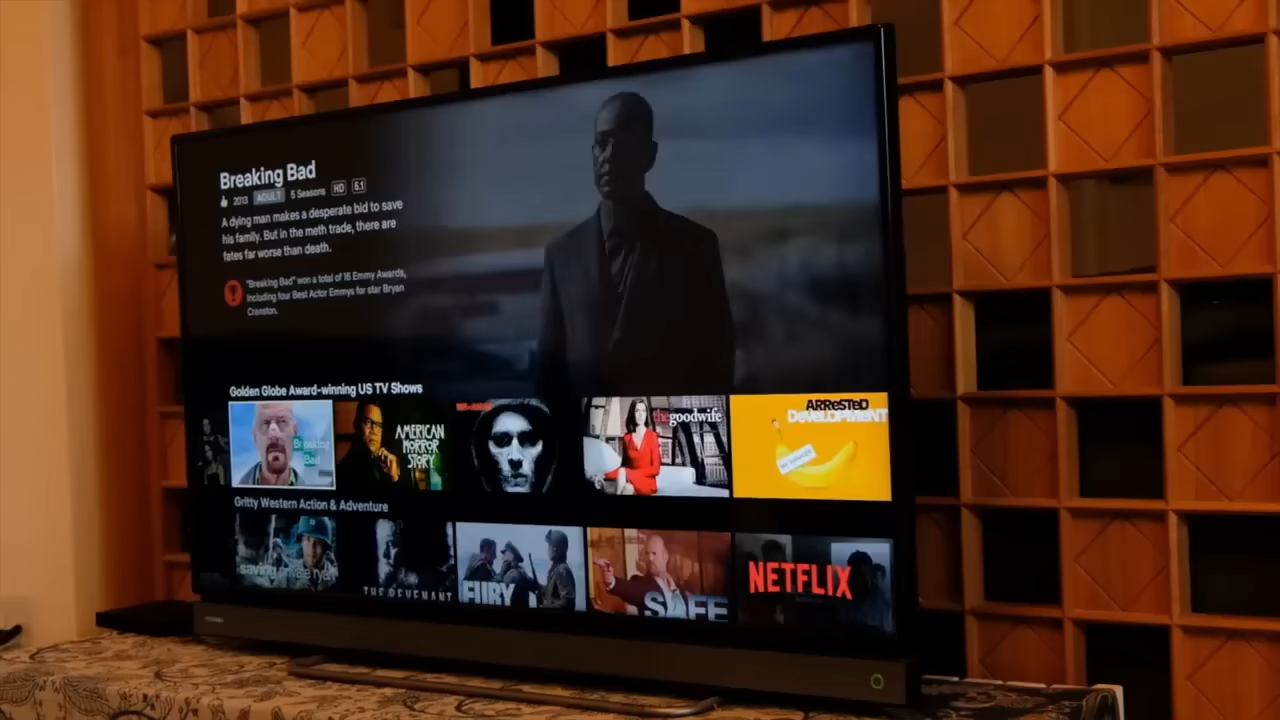 Breaking Bad
2013 ADULT 5 Seasons HD 5.1
A dying man makes a desperate bid to save
his family. But in the meth trade, there are
fates far worse than death.
"Breaking Bad" won a total of 16 Emmy Awards,
including four Best Actor Emmys for star Bryan
Cranston.
Golden Globe Award-winning US TV Shows
Breaking
Bad
AMERICAN
HORROR
STORY
thegoodwife
ARReSTeD
DeVeLOPMENT
Gritty Western Action & Adventure
saving private ryan
THE REVENANT
FURY
SAFE
NETFLIX